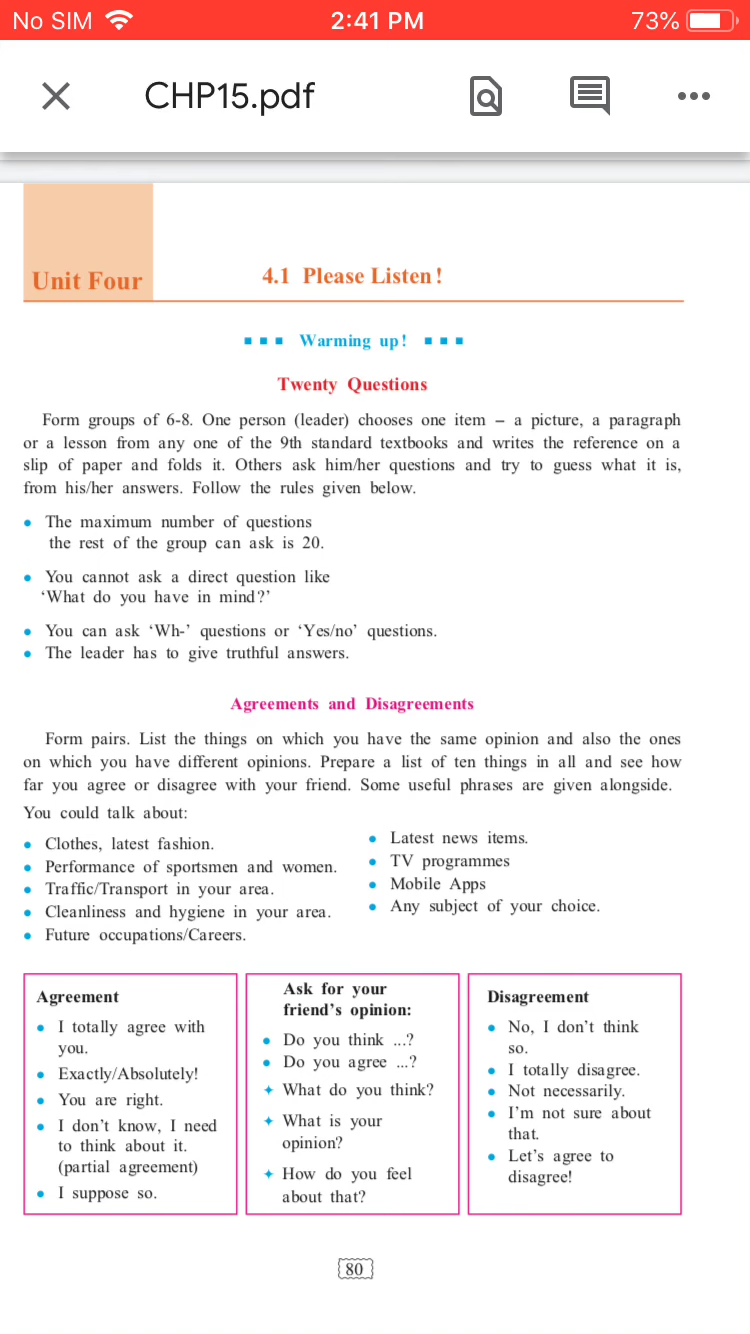 No SIM
2:41 PM
73%
CHP15.pdf
Unit Four
4.1 Please Listen!
Warming up!
Twenty Questions
Form groups of 6-8. One person (leader) chooses one item – a picture, a paragraph
or a lesson from any one of the 9th standard textbooks and writes the reference on a
slip of paper and folds it. Others ask him/her questions and try to guess what it is,
from his/her answers. Follow the rules given below.
• The maximum number of questions
the rest of the group can ask is 20.
• You cannot ask a direct question like
‘What do you have in mind?’
• You can ask ‘Wh-’ questions or ‘Yes/no’ questions.
• The leader has to give truthful answers.
Agreements and Disagreements
Form pairs. List the things on which you have the same opinion and also the ones
on which you have different opinions. Prepare a list of ten things in all and see how
far you agree or disagree with your friend. Some useful phrases are given alongside.
You could talk about:
• Clothes, latest fashion.
• Performance of sportsmen and women.
• Traffic/Transport in your area.
• Cleanliness and hygiene in your area.
• Future occupations/Careers.
• Latest news items.
• TV programmes
• Mobile Apps
• Any subject of your choice.
Agreement
• I totally agree with
you.
• Exactly/Absolutely!
• You are right.
• I don’t know, I need
to think about it.
(partial agreement)
• I suppose so.
Ask for your
friend’s opinion:
• Do you think ...?
• Do you agree ...?
✦ What do you think?
✦ What is your
opinion?
✦ How do you feel
about that?
Disagreement
• No, I don’t think
so.
• I totally disagree.
• Not necessarily.
• I’m not sure about
that.
• Let’s agree to
disagree!
80